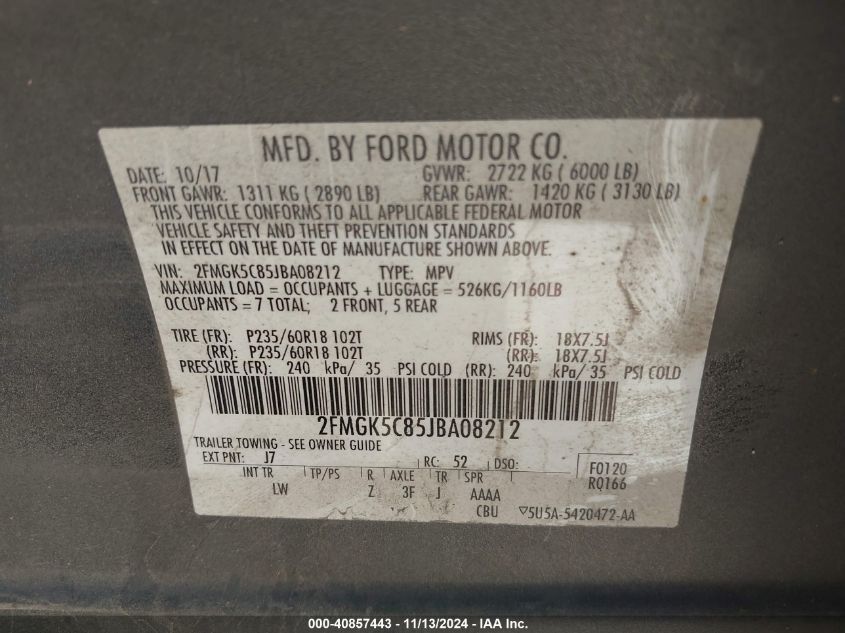 MFD. BY FORD MOTOR CO.
DATE: 10/17 GVWR: 2722 KG ( 6000 LB)
FRONT GAWR: 1311 KG ( 2890 LB) REAR GAWR: 1420 KG ( 3130 LB)
THIS VEHICLE CONFORMS TO ALL APPLICABLE FEDERAL MOTOR
VEHICLE SAFETY AND THEFT PREVENTION STANDARDS
IN EFFECT ON THE DATE OF MANUFACTURE SHOWN ABOVE.
VIN: 2FMGK5C85JBA08212 TYPE: MPV
MAXIMUM LOAD = OCCUPANTS + LUGGAGE = 526KG/1160LB
OCCUPANTS = 7 TOTAL; 2 FRONT, 5 REAR
TIRE (FR): P235/60R18 102T RIMS (FR): 18X7.5J
(RR): P235/60R18 102T (RR): 18X7.5J
PRESSURE (FR): 240 kPa/ 35 PSI COLD (RR): 240 kPa/ 35 PSI COLD
2FMGK5C85JBA08212
TRAILER TOWING - SEE OWNER GUIDE
EXT PNT: J7 RC: 52 DSO: F0120
INT TR TP/PS R AXLE TR SPR R0166
LW Z 3F J AAAA
CBU ▽5U5A-5420472-AA
000-40857443 - 11/13/2024 - IAA Inc.